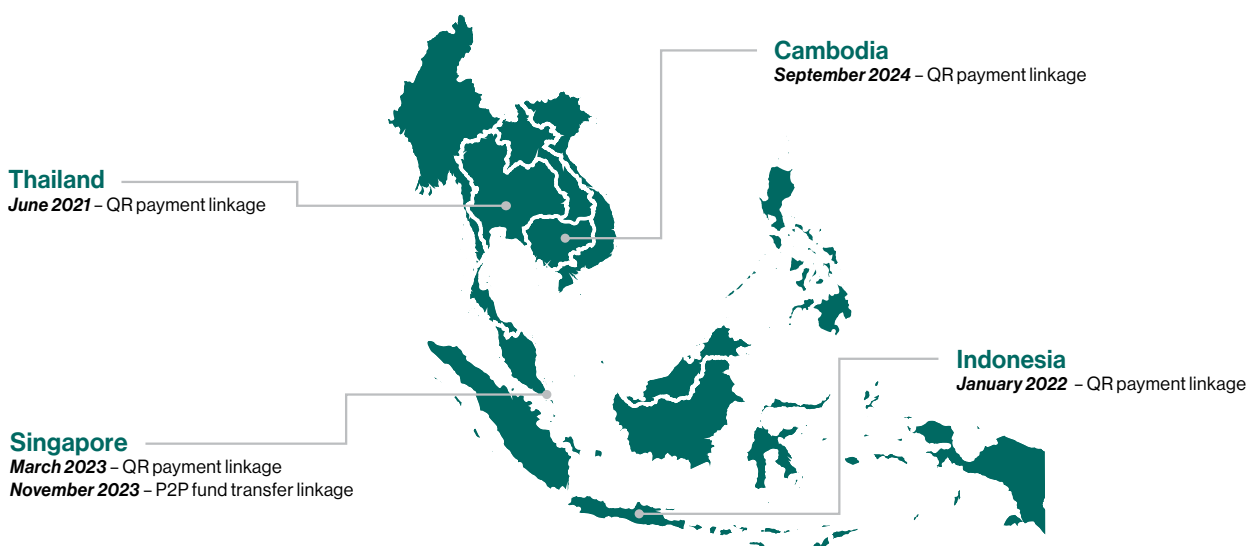 Cambodia
September 2024 – QR payment linkage
Thailand
June 2021 – QR payment linkage
Indonesia
January 2022 – QR payment linkage
Singapore
March 2023 – QR payment linkage
November 2023 – P2P fund transfer linkage